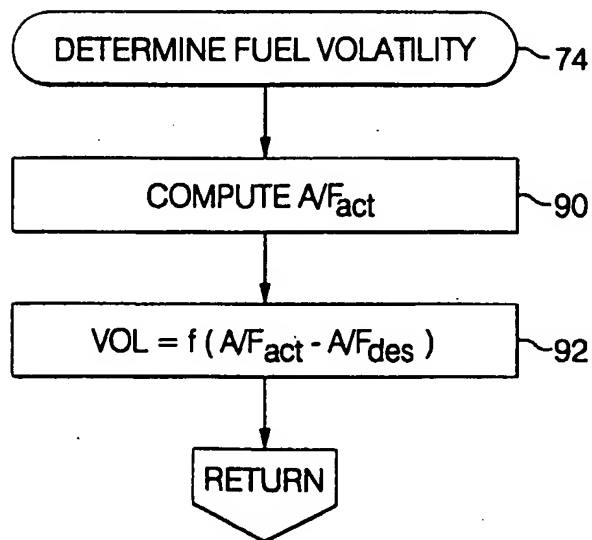 DETERMINE FUEL VOLATILITY 74
COMPUTE A/Fact 90
VOL = f ( A/Fact - A/Fdes ) 92
RETURN